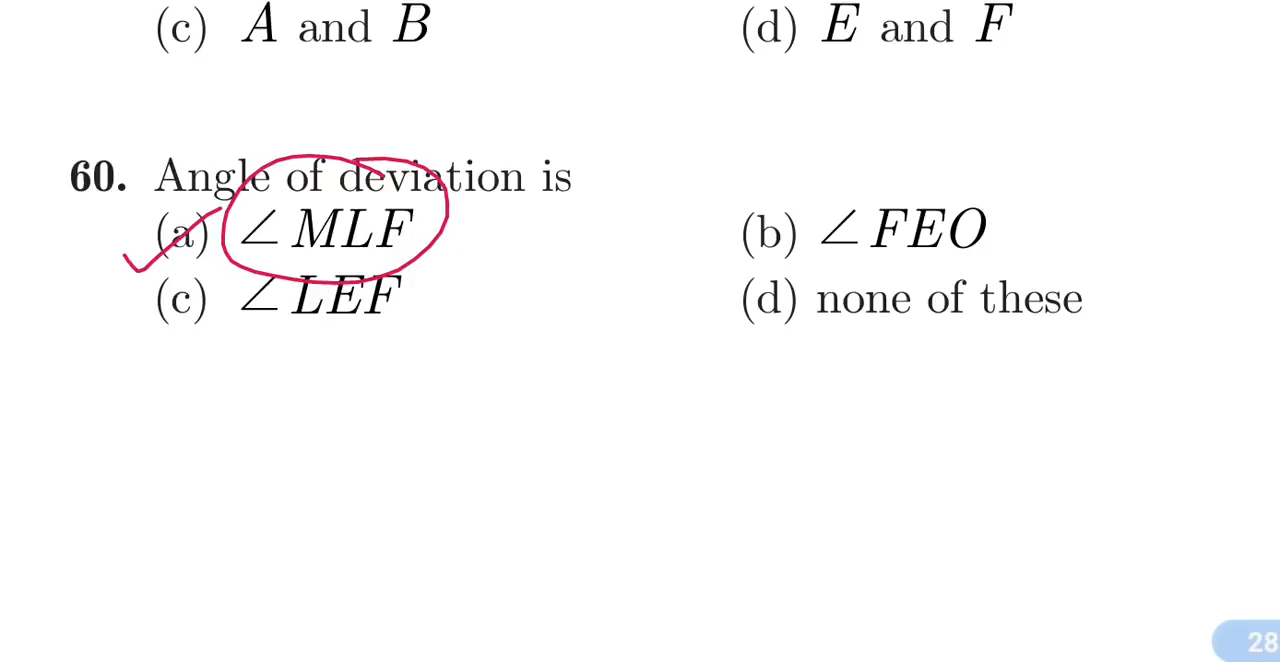 (c) A and B (d) E and F
60. Angle of deviation is
(a) ∠MLF (b) ∠FEO
(c) ∠LEF (d) none of these
28